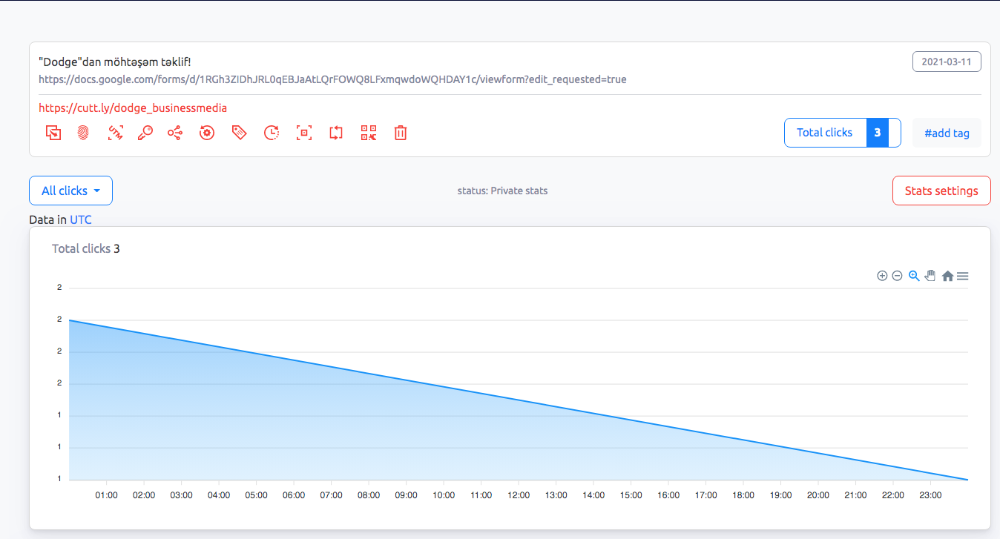 "Dodge"dan möhtəşəm təklif!
2021-03-11
https://docs.google.com/forms/d/1RGh3ZIDhJRL0qEBJaAtLQrFOWQ8LFxmqwdoWQHDAY1c/viewform?edit_requested=true
https://cutt.ly/dodge_businessmedia
UTM
Total clicks 3
#add tag
All clicks
status: Private stats
Stats settings
Data in UTC
Total clicks 3
2
2
2
2
1
1
1
01:00 02:00 03:00 04:00 05:00 06:00 07:00 08:00 09:00 10:00 11:00 12:00 13:00 14:00 15:00 16:00 17:00 18:00 19:00 20:00 21:00 22:00 23:00